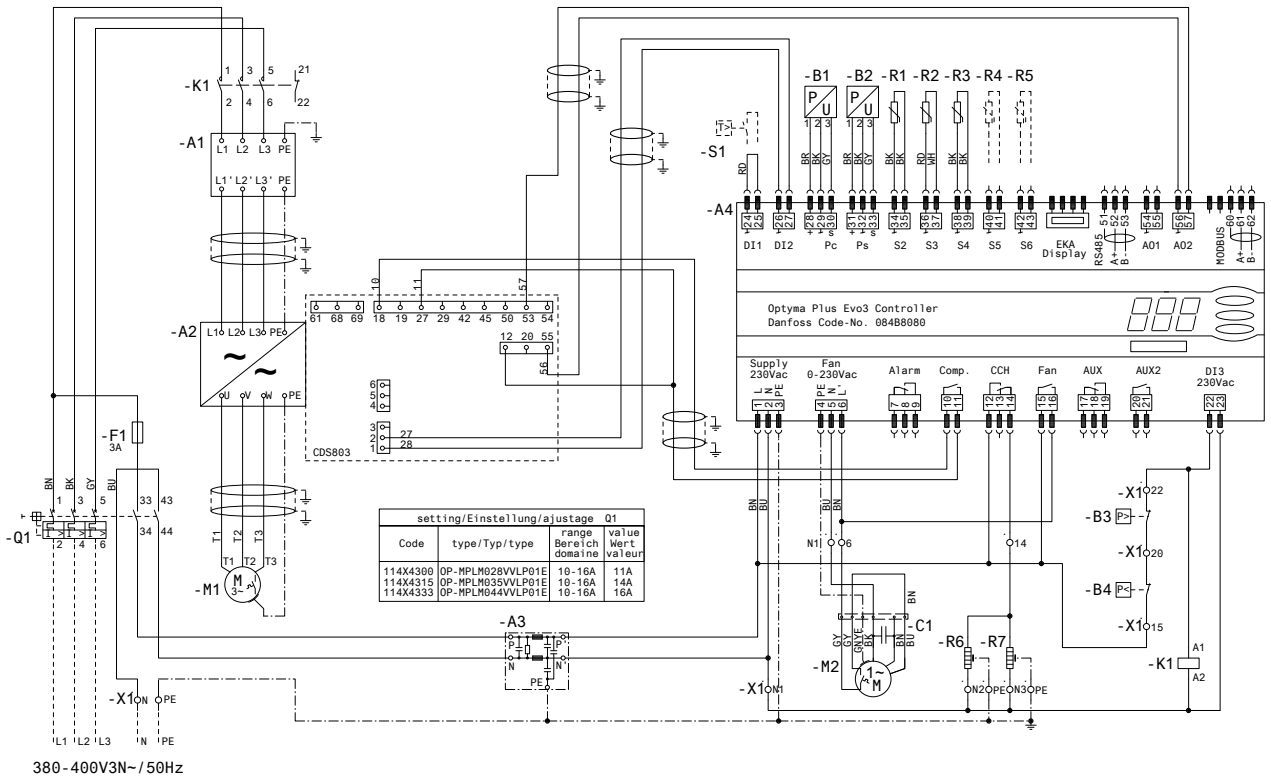 -K1
1 3 5 21
2 4 6 22
-A1
L1 L2 L3 PE
L1' L2' L3' PE
-A2
L1 L2 L3 PE
~
~
U V W PE
-F1
3A
BN BK GY BU
1 3 5 33 43
-Q1
I> I> I>
2 4 6 34 44
T1 T2 T3
T1 T2 T3
-M1
M
3~
-X1 N PE
L1 L2 L3 N PE
380-400V3N~/50Hz
10 11 57
61 68 69 18 19 27 29 42 45 50 53 54
12 20 55
56
6
5
4
3
2
1
27
28
CDS803
setting/Einstellung/ajustage Q1
Code type/Typ/type range Bereich domaine value Wert valeur
114X4300 OP-MPLM028VVLP01E 10-16A 11A
114X4315 OP-MPLM035VVLP01E 10-16A 14A
114X4333 OP-MPLM044VVLP01E 10-16A 16A
-A3
P P
N N
PE
-S1
T>
RD
-B1 -B2 -R1 -R2 -R3 -R4 -R5
P U P U
1 2 3 1 2 3
BR BK GY BR BK GY BK BK RD WH BK BK
-A4
24 25 26 27 28 29 30 31 32 33 34 35 36 37 38 39 40 41 42 43
+ + S + S
DI1 DI2 Pc Ps S2 S3 S4 S5 S6
EKA
Display
RS485
51 52 53
A+ B-
54 55 56 57
AO1 AO2
MODBUS
60 61 62
A+ B-
Optyma Plus Evo3 Controller
Danfoss Code-No. 084B8080
Supply
230Vac
Fan
0-230Vac
Alarm Comp. CCH Fan AUX AUX2
DI3
230Vac
L N PE PE N L'
1 2 3 4 5 6 7 8 9 10 11 12 13 14 15 16 17 18 19 20 21 22 23
BN BU BU BN
N1 6
14
BN
-C1
GY GY GNYE BK BN BU
-M2
1~
M
-X1 N1
-R6 -R7
N2 PE N3 PE
-X1 22
-B3 P>
-X1 20
-B4 P<
-X1 15
-K1
A1
A2